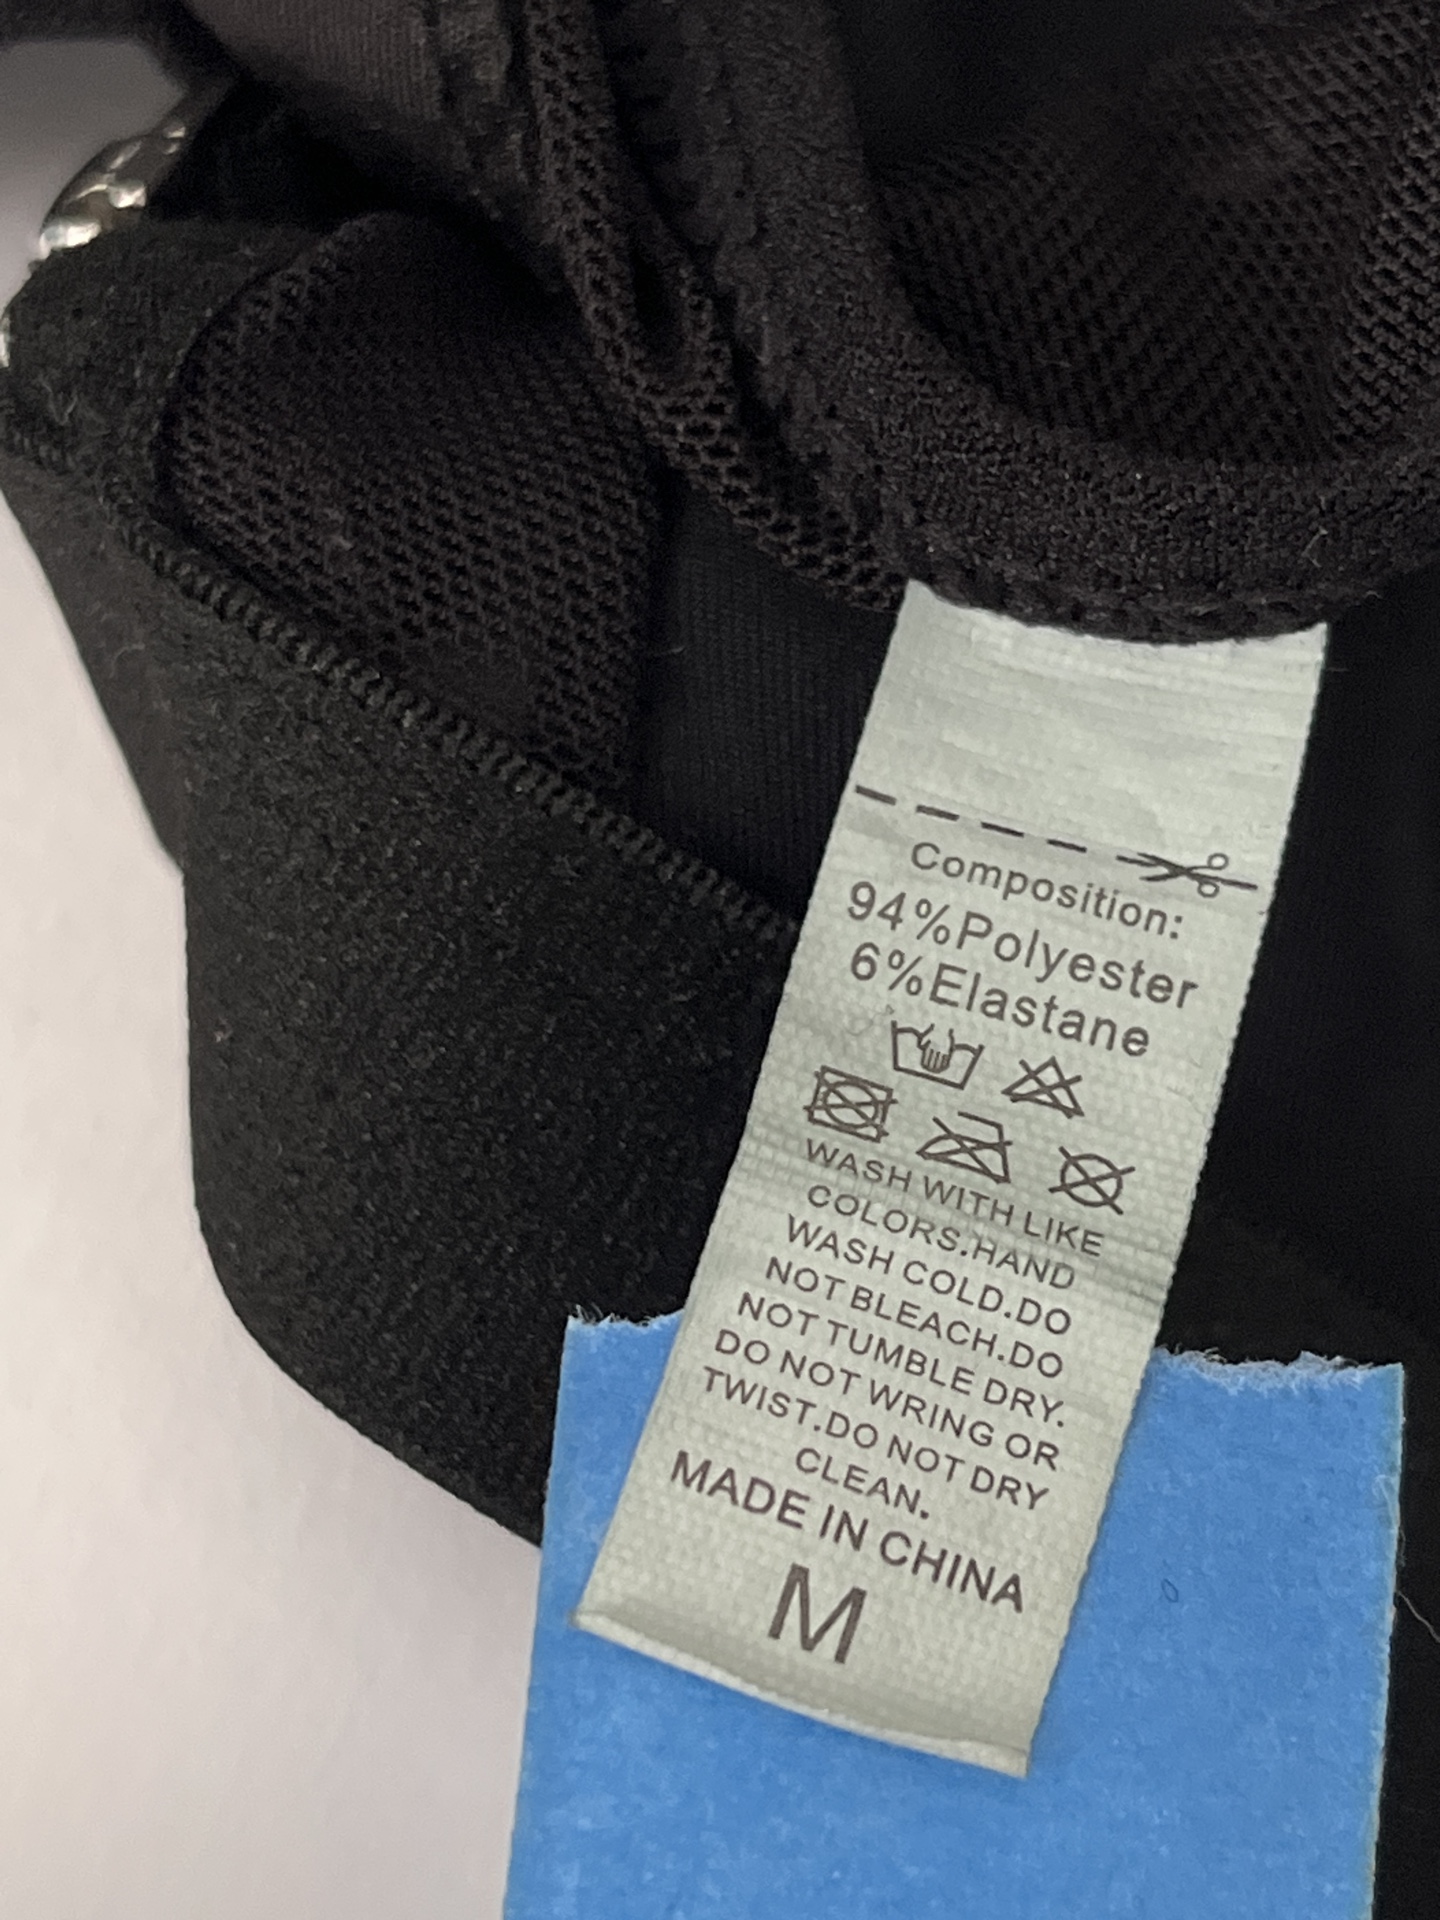 Composition:
94%Polyester
6%Elastane
WASH WITH LIKE
COLORS.HAND
WASH COLD.DO
NOT BLEACH.DO
NOT TUMBLE DRY.
DO NOT WRING OR
TWIST.DO NOT DRY
CLEAN.
MADE IN CHINA
M